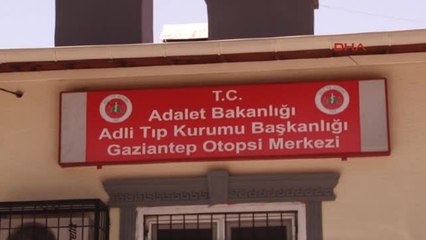 DHA
T.C.
Adalet Bakanlığı
Adli Tıp Kurumu Başkanlığı
Gaziantep Otopsi Merkezi